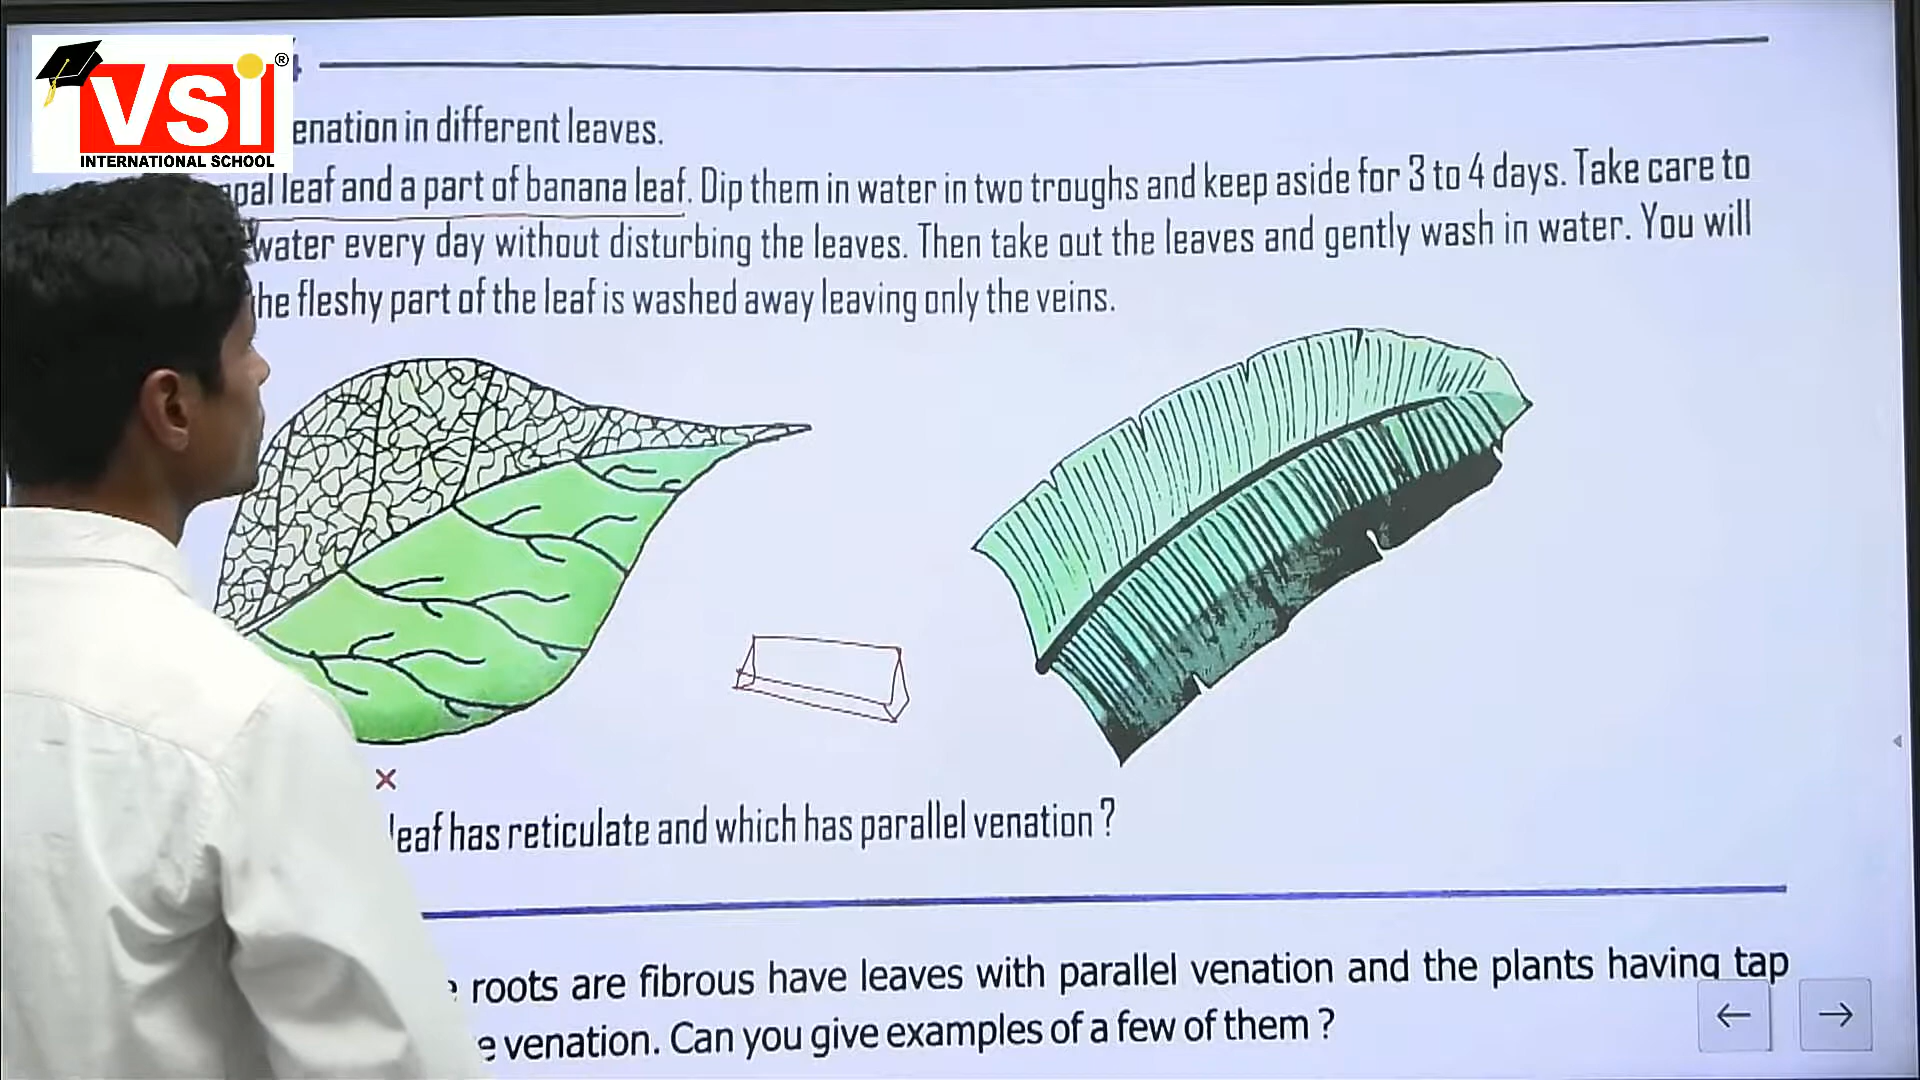 VSI ®
INTERNATIONAL SCHOOL
enation in different leaves.
pal leaf and a part of banana leaf. Dip them in water in two troughs and keep aside for 3 to 4 days. Take care to
water every day without disturbing the leaves. Then take out the leaves and gently wash in water. You will
the fleshy part of the leaf is washed away leaving only the veins.
leaf has reticulate and which has parallel venation ?
roots are fibrous have leaves with parallel venation and the plants having tap
e venation. Can you give examples of a few of them ?